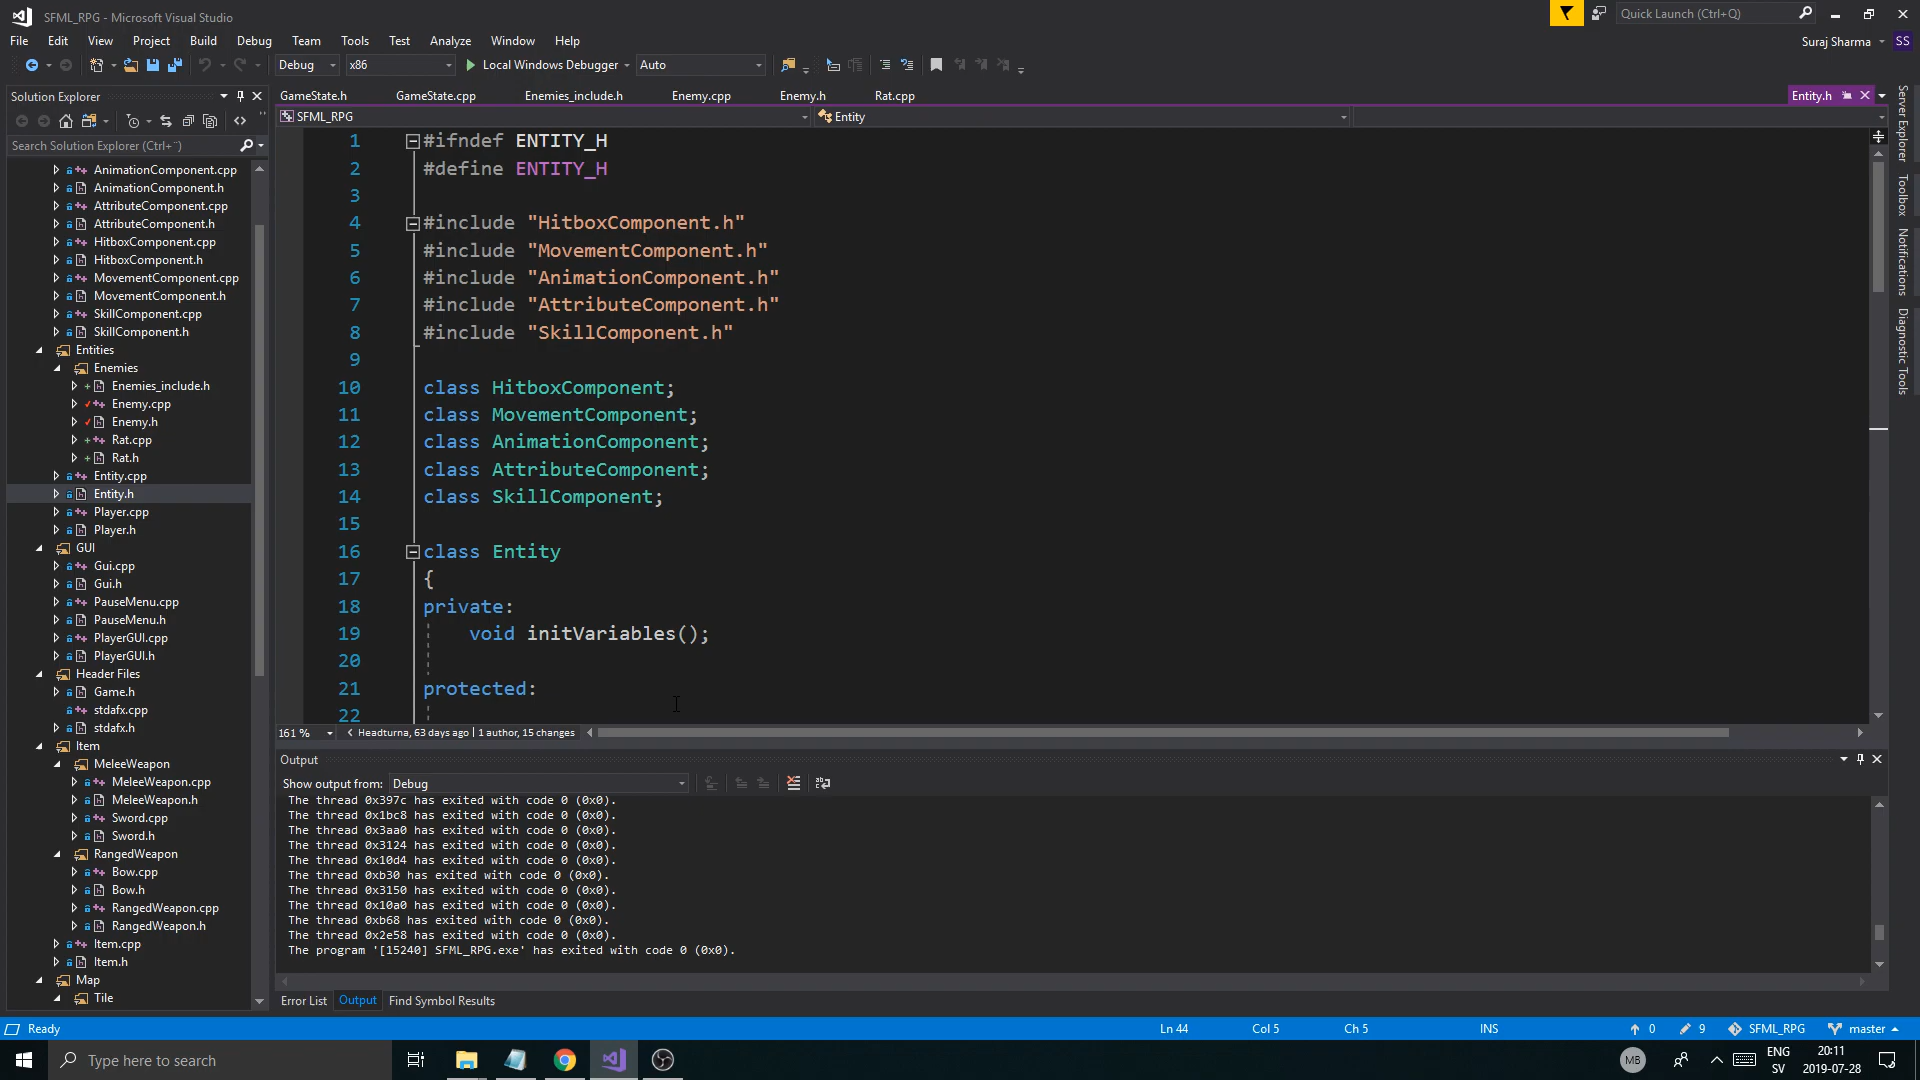 SFML_RPG - Microsoft Visual Studio
Quick Launch (Ctrl+Q)
File Edit View Project Build Debug Team Tools Test Analyze Window Help
Suraj Sharma SS
Debug x86 Local Windows Debugger Auto
Solution Explorer
GameState.h GameState.cpp Enemies_include.h Enemy.cpp Enemy.h Rat.cpp Entity.h
SFML_RPG Entity
Search Solution Explorer (Ctrl+¨)
AnimationComponent.cpp
AnimationComponent.h
AttributeComponent.cpp
AttributeComponent.h
HitboxComponent.cpp
HitboxComponent.h
MovementComponent.cpp
MovementComponent.h
SkillComponent.cpp
SkillComponent.h
Entities
Enemies
Enemies_include.h
Enemy.cpp
Enemy.h
Rat.cpp
Rat.h
Entity.cpp
Entity.h
Player.cpp
Player.h
GUI
Gui.cpp
Gui.h
PauseMenu.cpp
PauseMenu.h
PlayerGUI.cpp
PlayerGUI.h
Header Files
Game.h
stdafx.cpp
stdafx.h
Item
MeleeWeapon
MeleeWeapon.cpp
MeleeWeapon.h
Sword.cpp
Sword.h
RangedWeapon
Bow.cpp
Bow.h
RangedWeapon.cpp
RangedWeapon.h
Item.cpp
Item.h
Map
Tile
1 #ifndef ENTITY_H
2 #define ENTITY_H
3
4 #include "HitboxComponent.h"
5 #include "MovementComponent.h"
6 #include "AnimationComponent.h"
7 #include "AttributeComponent.h"
8 #include "SkillComponent.h"
9
10 class HitboxComponent;
11 class MovementComponent;
12 class AnimationComponent;
13 class AttributeComponent;
14 class SkillComponent;
15
16 class Entity
17 {
18 private:
19 void initVariables();
20
21 protected:
22
161 % Headturna, 63 days ago | 1 author, 15 changes
Server Explorer
Toolbox
Notifications
Diagnostic Tools
Output
Show output from: Debug
The thread 0x397c has exited with code 0 (0x0).
The thread 0x1bc8 has exited with code 0 (0x0).
The thread 0x3aa0 has exited with code 0 (0x0).
The thread 0x3124 has exited with code 0 (0x0).
The thread 0x10d4 has exited with code 0 (0x0).
The thread 0xb30 has exited with code 0 (0x0).
The thread 0x3150 has exited with code 0 (0x0).
The thread 0x10a0 has exited with code 0 (0x0).
The thread 0xb68 has exited with code 0 (0x0).
The thread 0x2e58 has exited with code 0 (0x0).
The program '[15240] SFML_RPG.exe' has exited with code 0 (0x0).
Error List Output Find Symbol Results
Ready Ln 44 Col 5 Ch 5 INS 0 9 SFML_RPG master
Type here to search
MB ENG 20:11
SV 2019-07-28